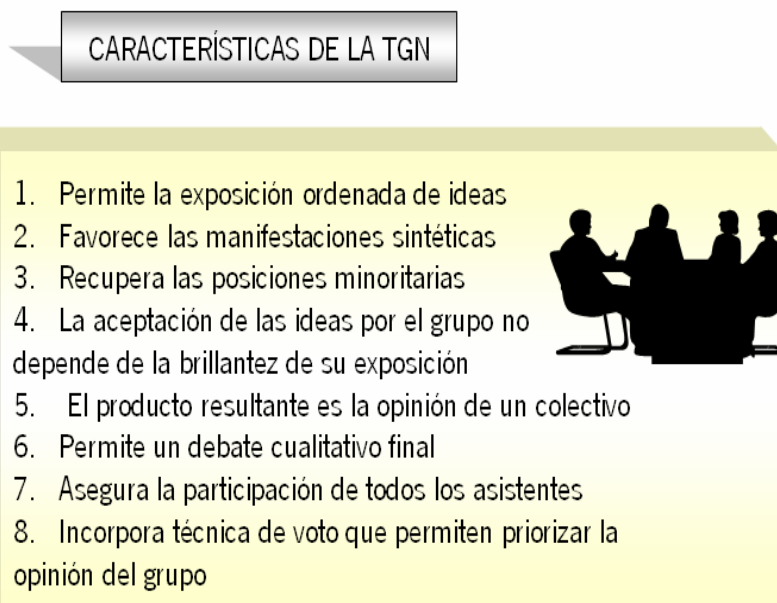 CARACTERÍSTICAS DE LA TGN
1. Permite la exposición ordenada de ideas
2. Favorece las manifestaciones sintéticas
3. Recupera las posiciones minoritarias
4. La aceptación de las ideas por el grupo no
depende de la brillantez de su exposición
5. El producto resultante es la opinión de un colectivo
6. Permite un debate cualitativo final
7. Asegura la participación de todos los asistentes
8. Incorpora técnica de voto que permiten priorizar la
opinión del grupo